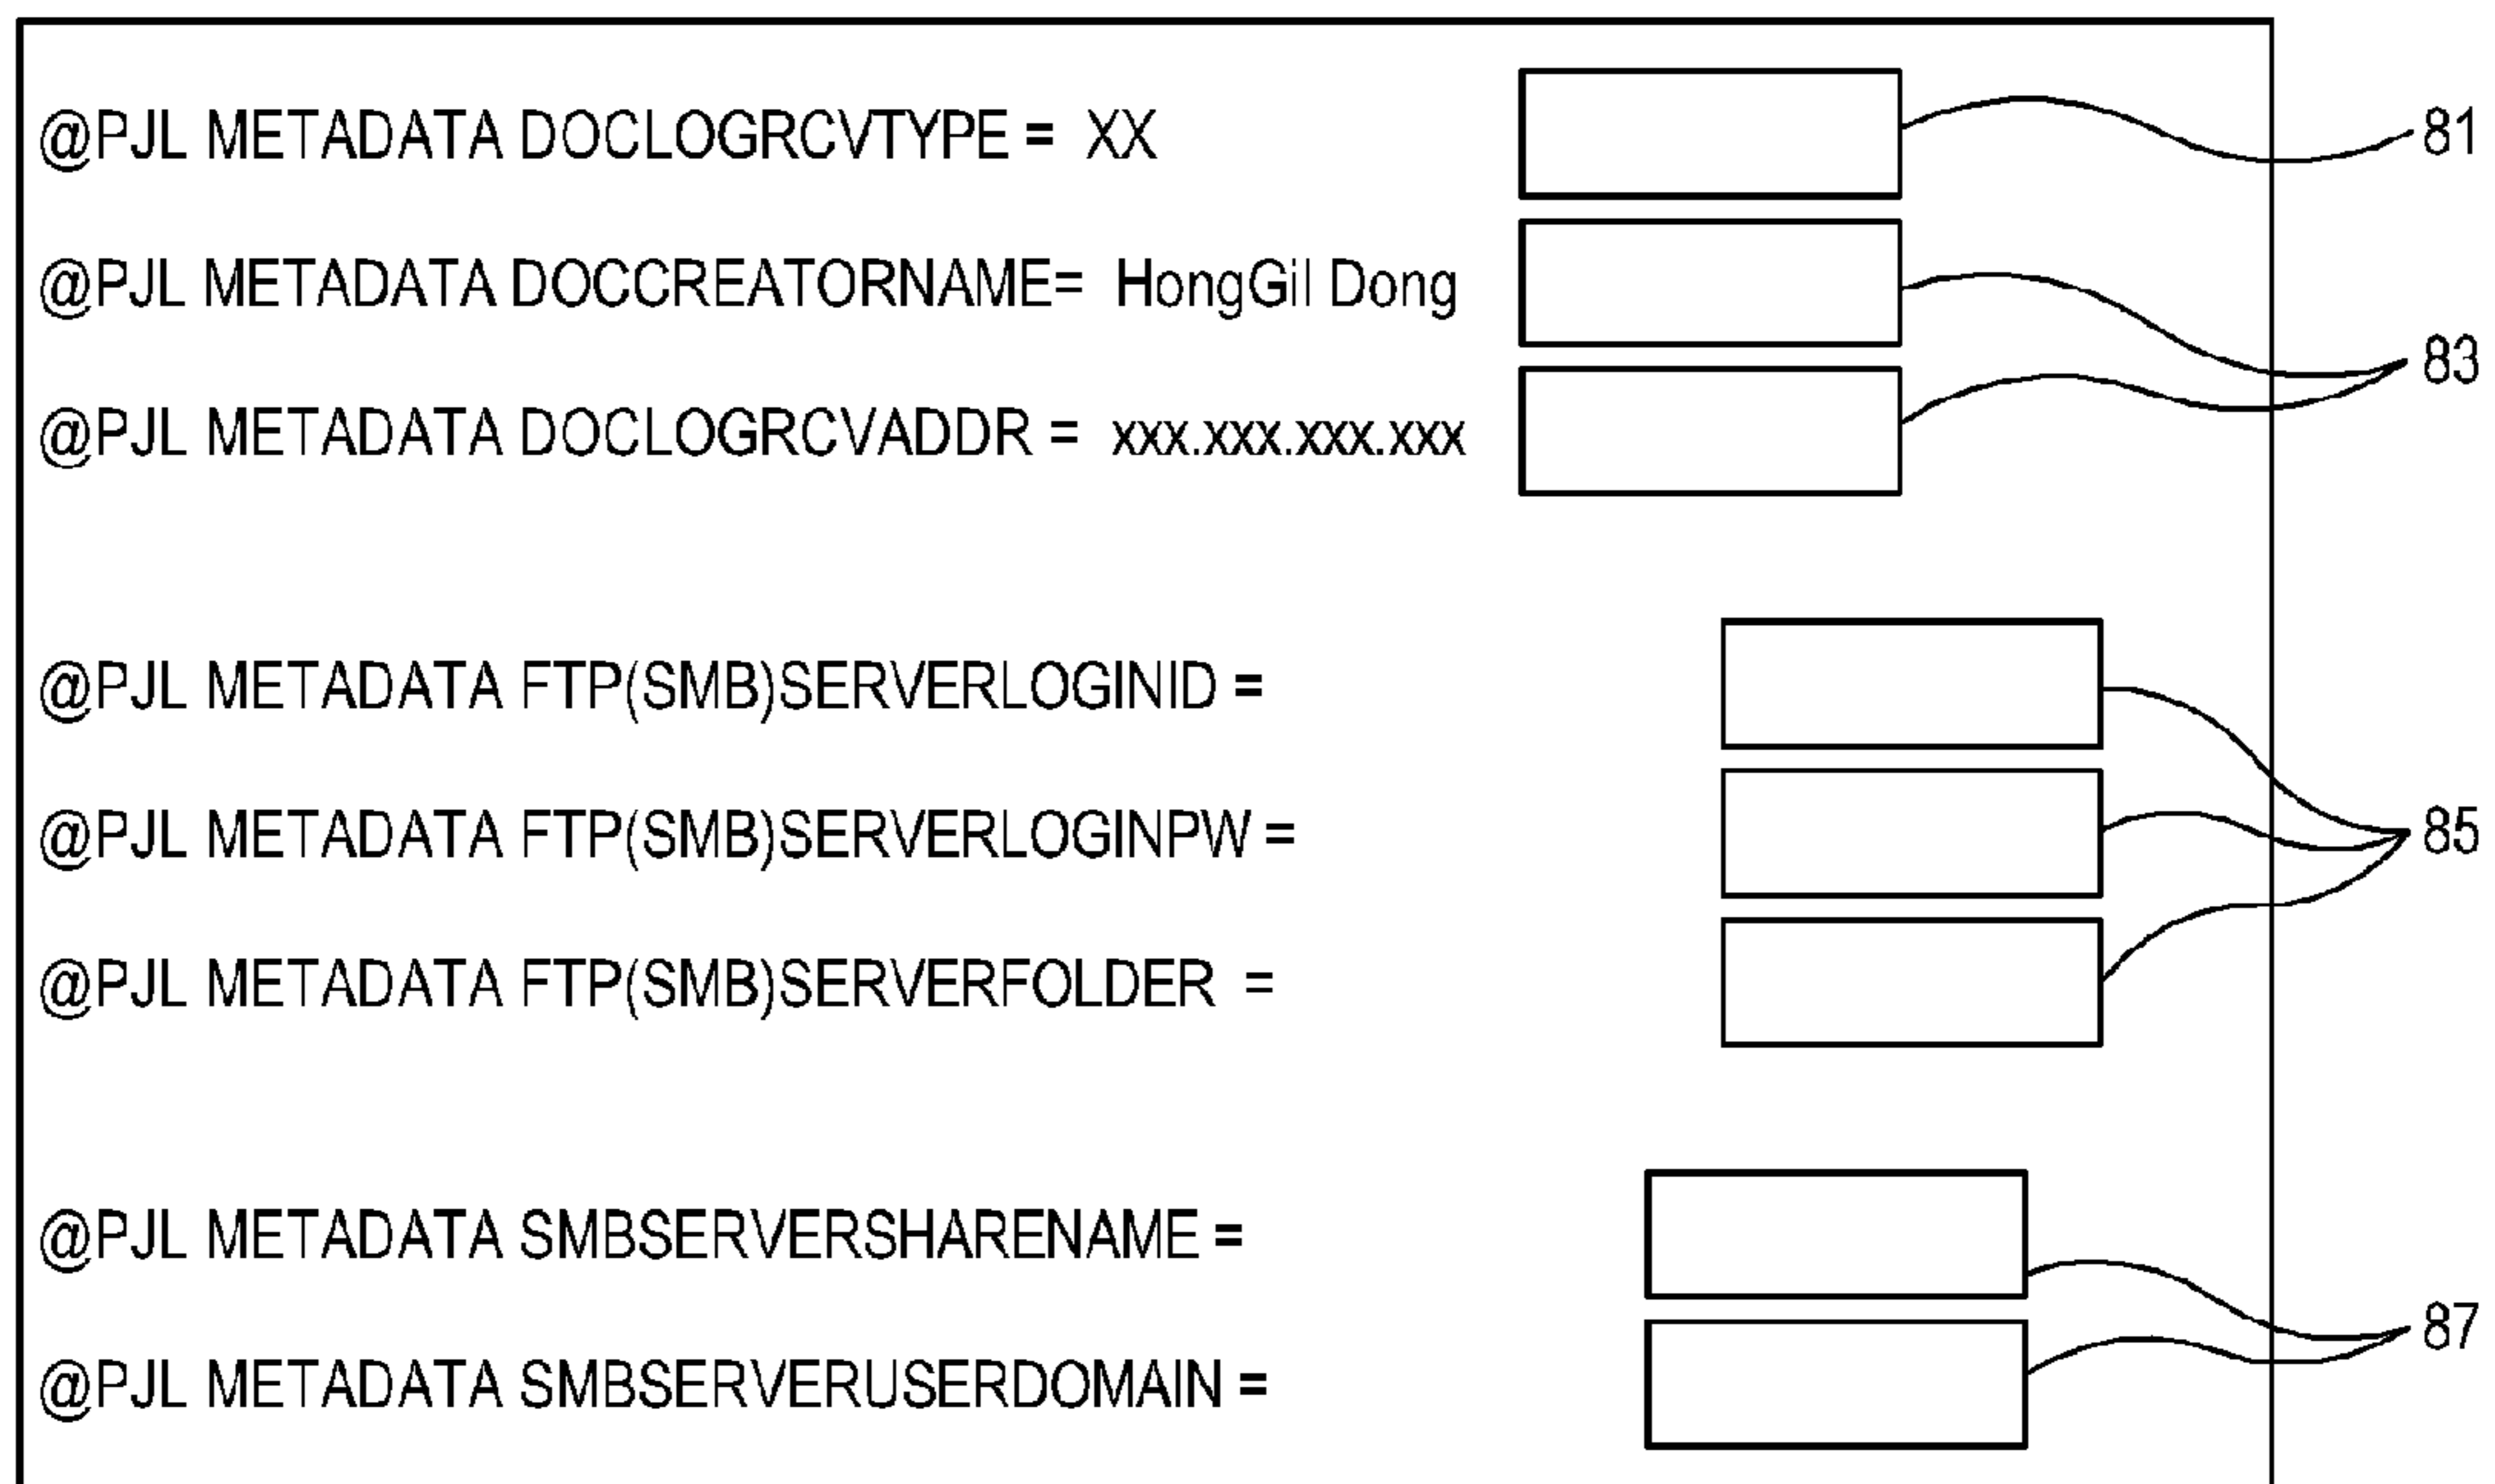 @PJL METADATA DOCLOGRCVTYPE = XX
81
@PJL METADATA DOCCREATORNAME= HongGil Dong
83
@PJL METADATA DOCLOGRCVADDR = xxx.xxx.xxx.xxx
@PJL METADATA FTP(SMB)SERVERLOGINID =
@PJL METADATA FTP(SMB)SERVERLOGINPW =
85
@PJL METADATA FTP(SMB)SERVERFOLDER =
@PJL METADATA SMBSERVERSHARENAME =
87
@PJL METADATA SMBSERVERUSERDOMAIN =